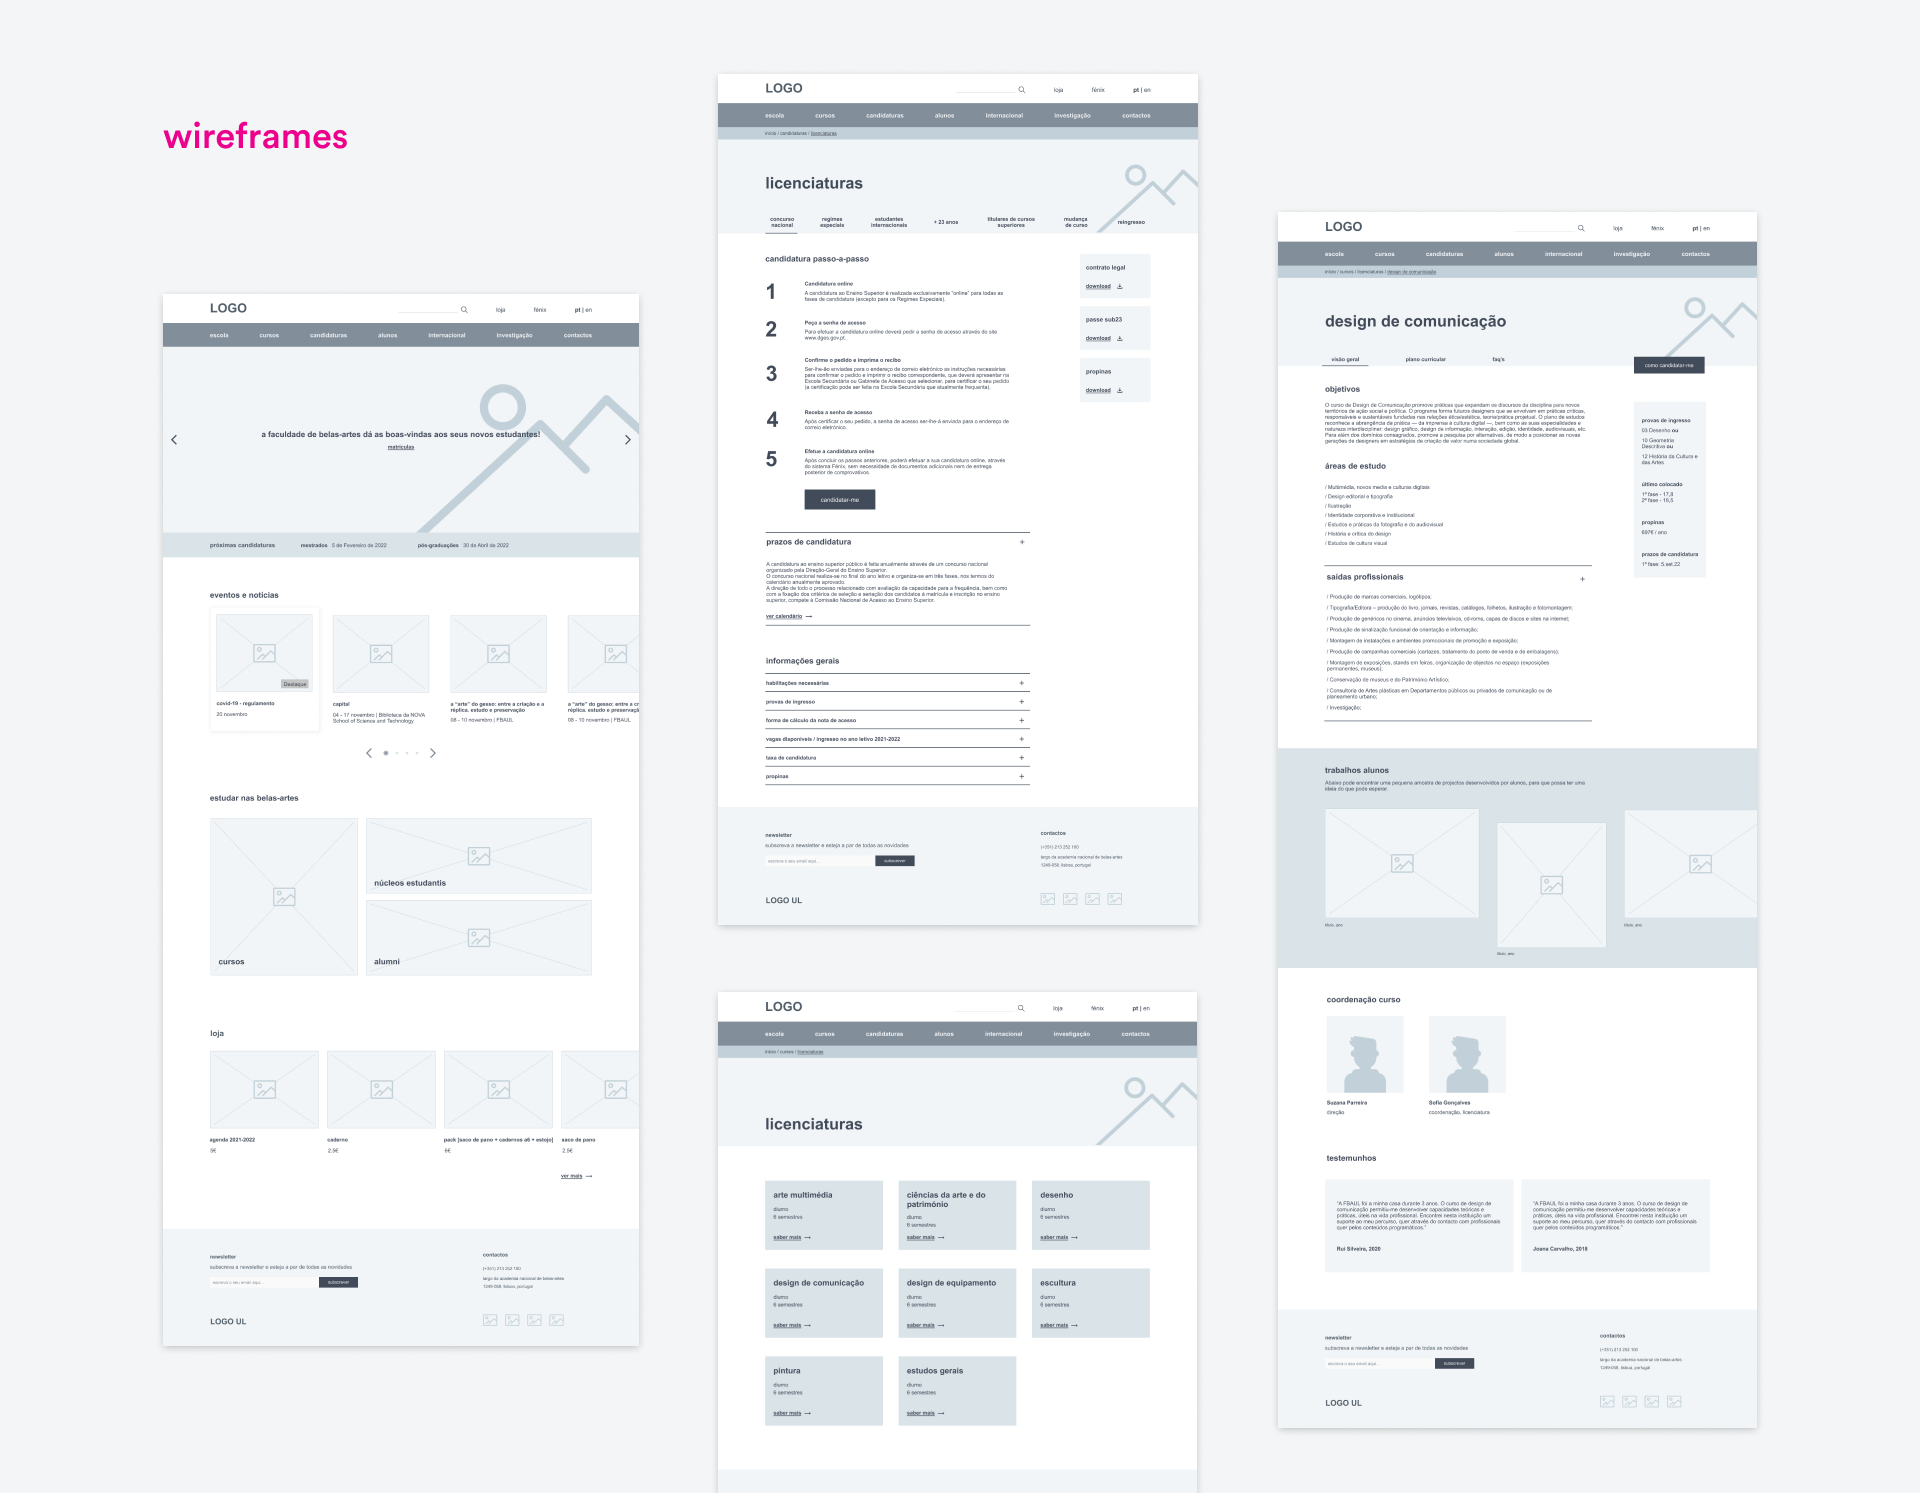 wireframes
LOGO
loja
fénix
pt | en
escola
cursos
candidaturas
alunos
internacional
investigação
contactos
a faculdade de belas-artes dá as boas-vindas aos seus novos estudantes!
matrículas
próximas candidaturas
mestrados 5 de Fevereiro de 2022
pós-graduações 30 de Abril de 2022
eventos e notícias
Destaque
covid-19 - regulamento
20 novembro
capital
04 - 17 novembro | Biblioteca da NOVA
School of Science and Technology
a "arte" do gesso: entre a criação e a
réplica. estudo e preservação
08 - 10 novembro | FBAUL
a "arte" do gesso: entre a cr
réplica. estudo e preservaçã
08 - 10 novembro | FBAUL
estudar nas belas-artes
cursos
núcleos estudantis
alumni
loja
agenda 2021-2022
5€
caderno
2.5€
pack [saco de pano + cadernos a6 + estojo]
6€
saco de pano
2.5€
ver mais
newsletter
subscreva a newsletter e esteja a par de todas as novidades
escreva o seu email aqui...
subscrever
contactos
(+351) 213 252 100
largo da academia nacional de belas-artes
1249-058, lisboa, portugal
LOGO UL
LOGO
loja
fénix
pt | en
escola
cursos
candidaturas
alunos
internacional
investigação
contactos
início / candidaturas / licenciaturas
licenciaturas
concurso
nacional
regimes
especiais
estudantes
internacionais
+ 23 anos
titulares de cursos
superiores
mudança
de curso
reingresso
candidatura passo-a-passo
1
Candidatura online
A candidatura ao Ensino Superior é realizada exclusivamente "online" para todas as
fases de candidatura (excepto para os Regimes Especiais).
2
Peça a senha de acesso
Para efetuar a candidatura online deverá pedir a senha de acesso através do site
www.dges.gov.pt.
3
Confirme o pedido e imprima o recibo
Ser-lhe-ão enviadas para o endereço de correio eletrónico as instruções necessárias
para confirmar o pedido e imprimir o recibo correspondente, que deverá apresentar na
Escola Secundária ou Gabinete de Acesso que selecionar, para certificar o seu pedido
(a certificação pode ser feita na Escola Secundária que atualmente frequenta).
4
Receba a senha de acesso
Após certificar o seu pedido, a senha de acesso ser-lhe-á enviada para o endereço de
correio eletrónico.
5
Efetue a candidatura online
Após concluir os passos anteriores, poderá efetuar a sua candidatura online, através
do sistema Fénix, sem necessidade de documentos adicionais nem de entrega
posterior de comprovativos.
candidatar-me
contrato legal
download
passe sub23
download
propinas
download
prazos de candidatura
+
A candidatura ao ensino superior público é feita anualmente através de um concurso nacional
organizado pela Direção-Geral do Ensino Superior.
O concurso nacional realiza-se no final do ano letivo e organiza-se em três fases, nos termos do
calendário anualmente aprovado.
A direção de todo o processo relacionado com avaliação da capacidade para a frequência, bem como
com a fixação dos critérios de seleção e seriação dos candidatos à matrícula e inscrição no ensino
superior, compete à Comissão Nacional de Acesso ao Ensino Superior.
ver calendário
informações gerais
habilitações necessárias +
provas de ingresso +
forma de cálculo da nota de acesso +
vagas disponíveis / ingresso no ano letivo 2021-2022 +
taxa de candidatura +
propinas +
newsletter
subscreva a newsletter e esteja a par de todas as novidades
escreva o seu email aqui...
subscrever
contactos
(+351) 213 252 100
largo da academia nacional de belas-artes
1249-058, lisboa, portugal
LOGO UL
LOGO
loja
fénix
pt | en
escola
cursos
candidaturas
alunos
internacional
investigação
contactos
início / cursos / licenciaturas
licenciaturas
arte multimédia
diurno
6 semestres
saber mais
ciências da arte e do
património
diurno
6 semestres
saber mais
desenho
diurno
6 semestres
saber mais
design de comunicação
diurno
6 semestres
saber mais
design de equipamento
diurno
6 semestres
saber mais
escultura
diurno
6 semestres
saber mais
pintura
diurno
6 semestres
saber mais
estudos gerais
diurno
6 semestres
saber mais
LOGO
loja
fénix
pt | en
escola
cursos
candidaturas
alunos
internacional
investigação
contactos
início / cursos / licenciaturas / design de comunicação
design de comunicação
visão geral
plano curricular
faq's
como candidatar-me
objetivos
O curso de Design de Comunicação promove práticas que expandam os discursos da disciplina para novos
territórios de ação social e política. O programa forma futuros designers que se envolvam em práticas críticas,
responsáveis e sustentáveis fundadas nas relações ética/estética, teoria/prática projetual. O plano de estudos
reconhece a abrangência da prática — da imprensa à cultura digital —, bem como as suas especialidades e
natureza interdisciplinar: design gráfico, design de informação, interação, edição, identidade, audiovisuais, etc.
Para além dos domínios consagrados, promove a pesquisa por alternativas, de modo a posicionar as novas
gerações de designers em estratégias de criação de valor numa sociedade global.
áreas de estudo
/ Multimédia, novos media e culturas digitais
/ Design editorial e tipografia
/ Ilustração
/ Identidade corporativa e institucional
/ Estudos e práticas da fotografia e do audiovisual
/ História e crítica do design
/ Estudos de cultura visual
provas de ingresso
03 Desenho ou
10 Geometria
Descritiva ou
12 História da Cultura e
das Artes
último colocado
1ª fase - 17,8
2ª fase - 16,5
propinas
697€ / ano
prazos de candidatura
1ª fase: 5.set.22
saídas profissionais
+
/ Produção de marcas comerciais, logótipos;
/ Tipografia/Editora – produção do livro, jornais, revistas, catálogos, folhetos, ilustração e fotomontagem;
/ Produção de genéricos no cinema, anúncios televisivos, cd-roms, capas de discos e sites na internet;
/ Produção de sinalização funcional de orientação e informação;
/ Montagem de instalações e ambientes promocionais de promoção e exposição;
/ Produção de campanhas comerciais (cartazes, tratamento do ponto de venda e de embalagens);
/ Montagem de exposições, stands em feiras, organização de objectos no espaço (exposições
permanentes, museus);
/ Conservação de museus e do Património Artístico;
/ Consultoria de Artes plásticas em Departamentos públicos ou privados de comunicação ou de
planeamento urbano;
/ Investigação;
trabalhos alunos
Abaixo pode encontrar uma pequena amostra de projectos desenvolvidos por alunos, para que possa ter uma
ideia do que pode esperar.
título, ano
título, ano
título, ano
coordenação curso
Suzana Parreira
direção
Sofia Gonçalves
coordenação, licenciatura
testemunhos
"A FBAUL foi a minha casa durante 3 anos. O curso de design de
comunicação permitiu-me desenvolver capacidades teóricas e
práticas, úteis na vida profissional. Encontrei nesta instituição um
suporte ao meu percurso, quer através do contacto com profissionais
quer pelos conteúdos programáticos."
Rui Silveira, 2020
"A FBAUL foi a minha casa durante 3 anos. O curso de design de
comunicação permitiu-me desenvolver capacidades teóricas e
práticas, úteis na vida profissional. Encontrei nesta instituição um
suporte ao meu percurso, quer através do contacto com profissionais
quer pelos conteúdos programáticos."
Joana Carvalho, 2018
newsletter
subscreva a newsletter e esteja a par de todas as novidades
escreva o seu email aqui...
subscrever
contactos
(+351) 213 252 100
largo da academia nacional de belas-artes
1249-058, lisboa, portugal
LOGO UL